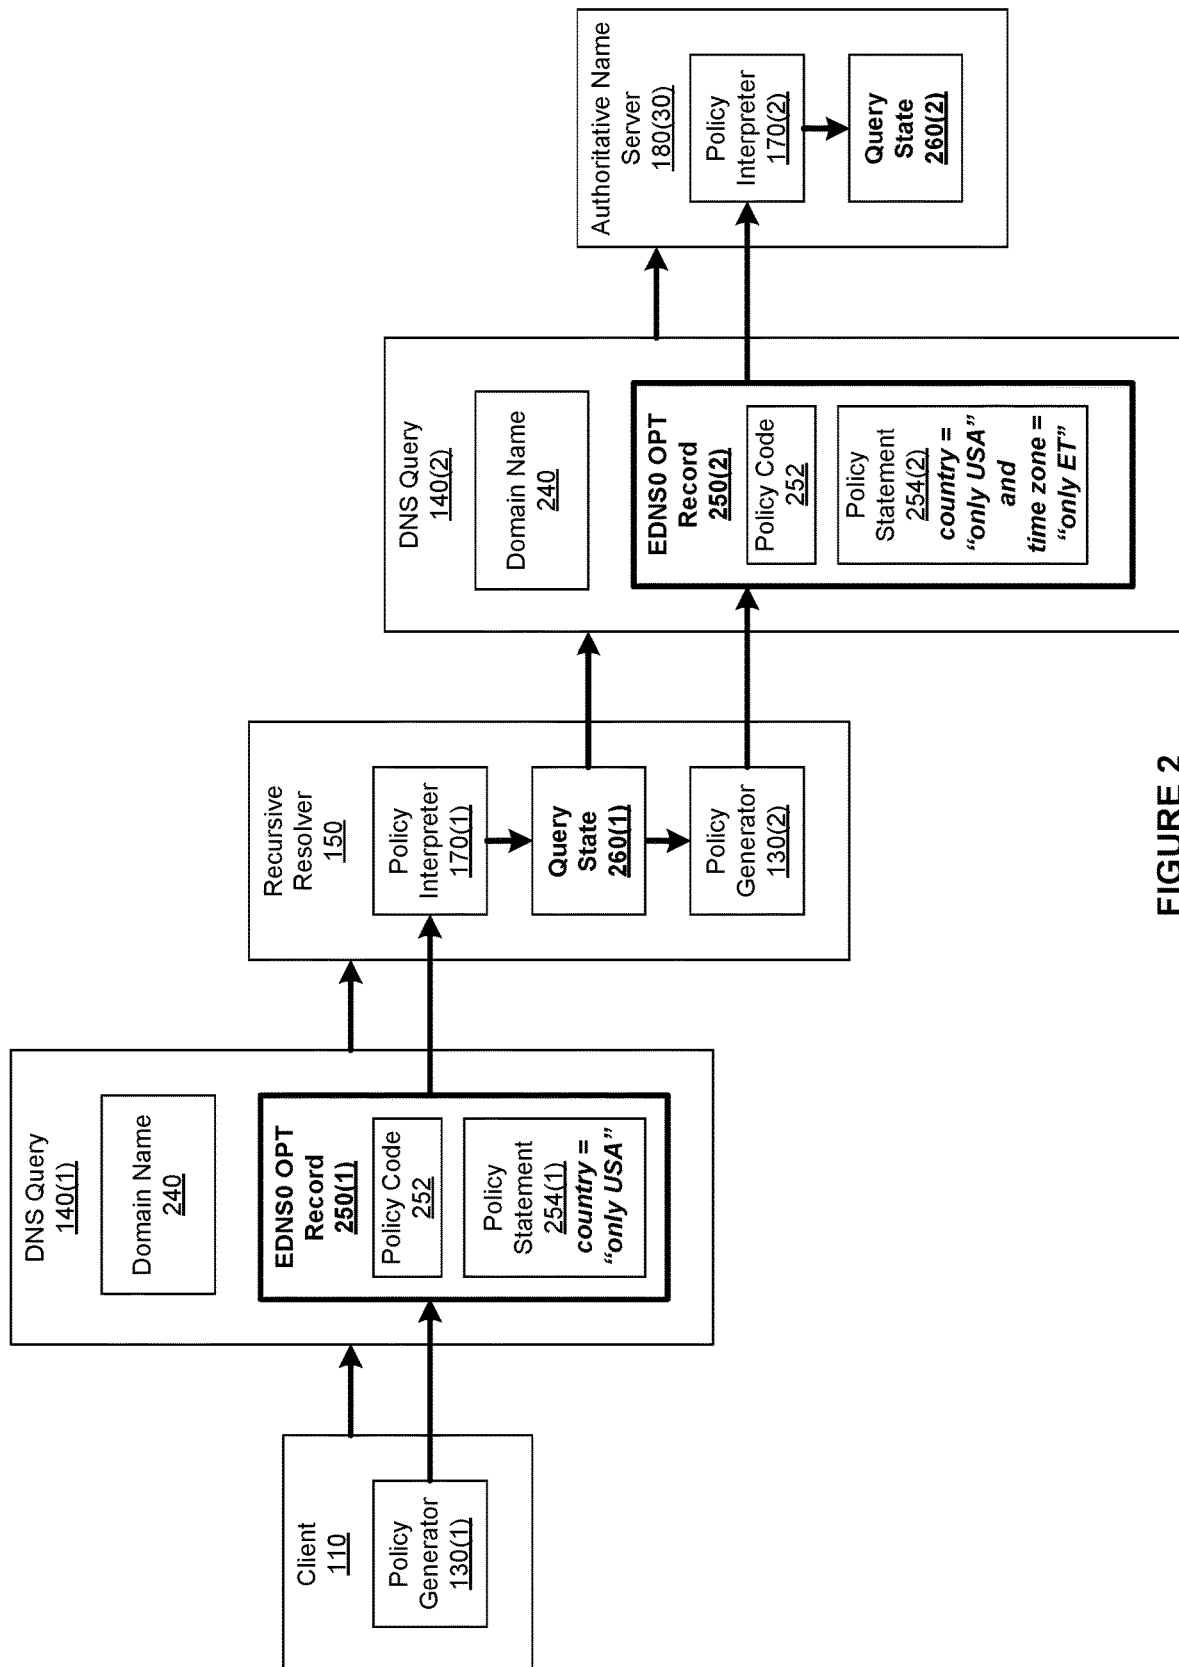 Client
110
Policy
Generator
130(1)
DNS Query
140(1)
Domain Name
240
EDNS0 OPT
Record
250(1)
Policy Code
252
Policy
Statement
254(1)
country =
“only USA”
Recursive
Resolver
150
Policy
Interpreter
170(1)
Query
State
260(1)
Policy
Generator
130(2)
DNS Query
140(2)
Domain Name
240
EDNS0 OPT
Record
250(2)
Policy Code
252
Policy
Statement
254(2)
country =
“only USA”
and
time zone =
“only ET”
Authoritative Name
Server
180(30)
Policy
Interpreter
170(2)
Query
State
260(2)
FIGURE 2